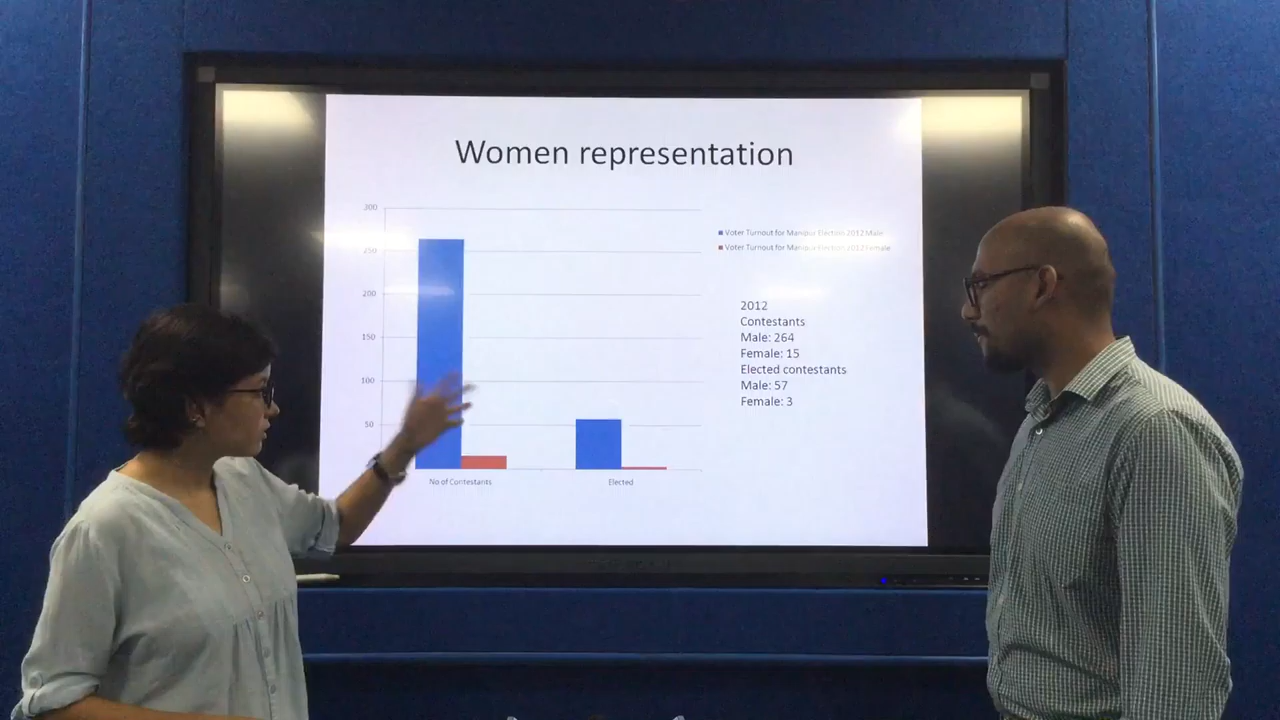 Women representation
300
250
200
150
100
50
No of Contestants
Elected
Voter Turnout for Manipur Election 2012 Male
Voter Turnout for Manipur Election 2012 Female
2012
Contestants
Male: 264
Female: 15
Elected contestants
Male: 57
Female: 3